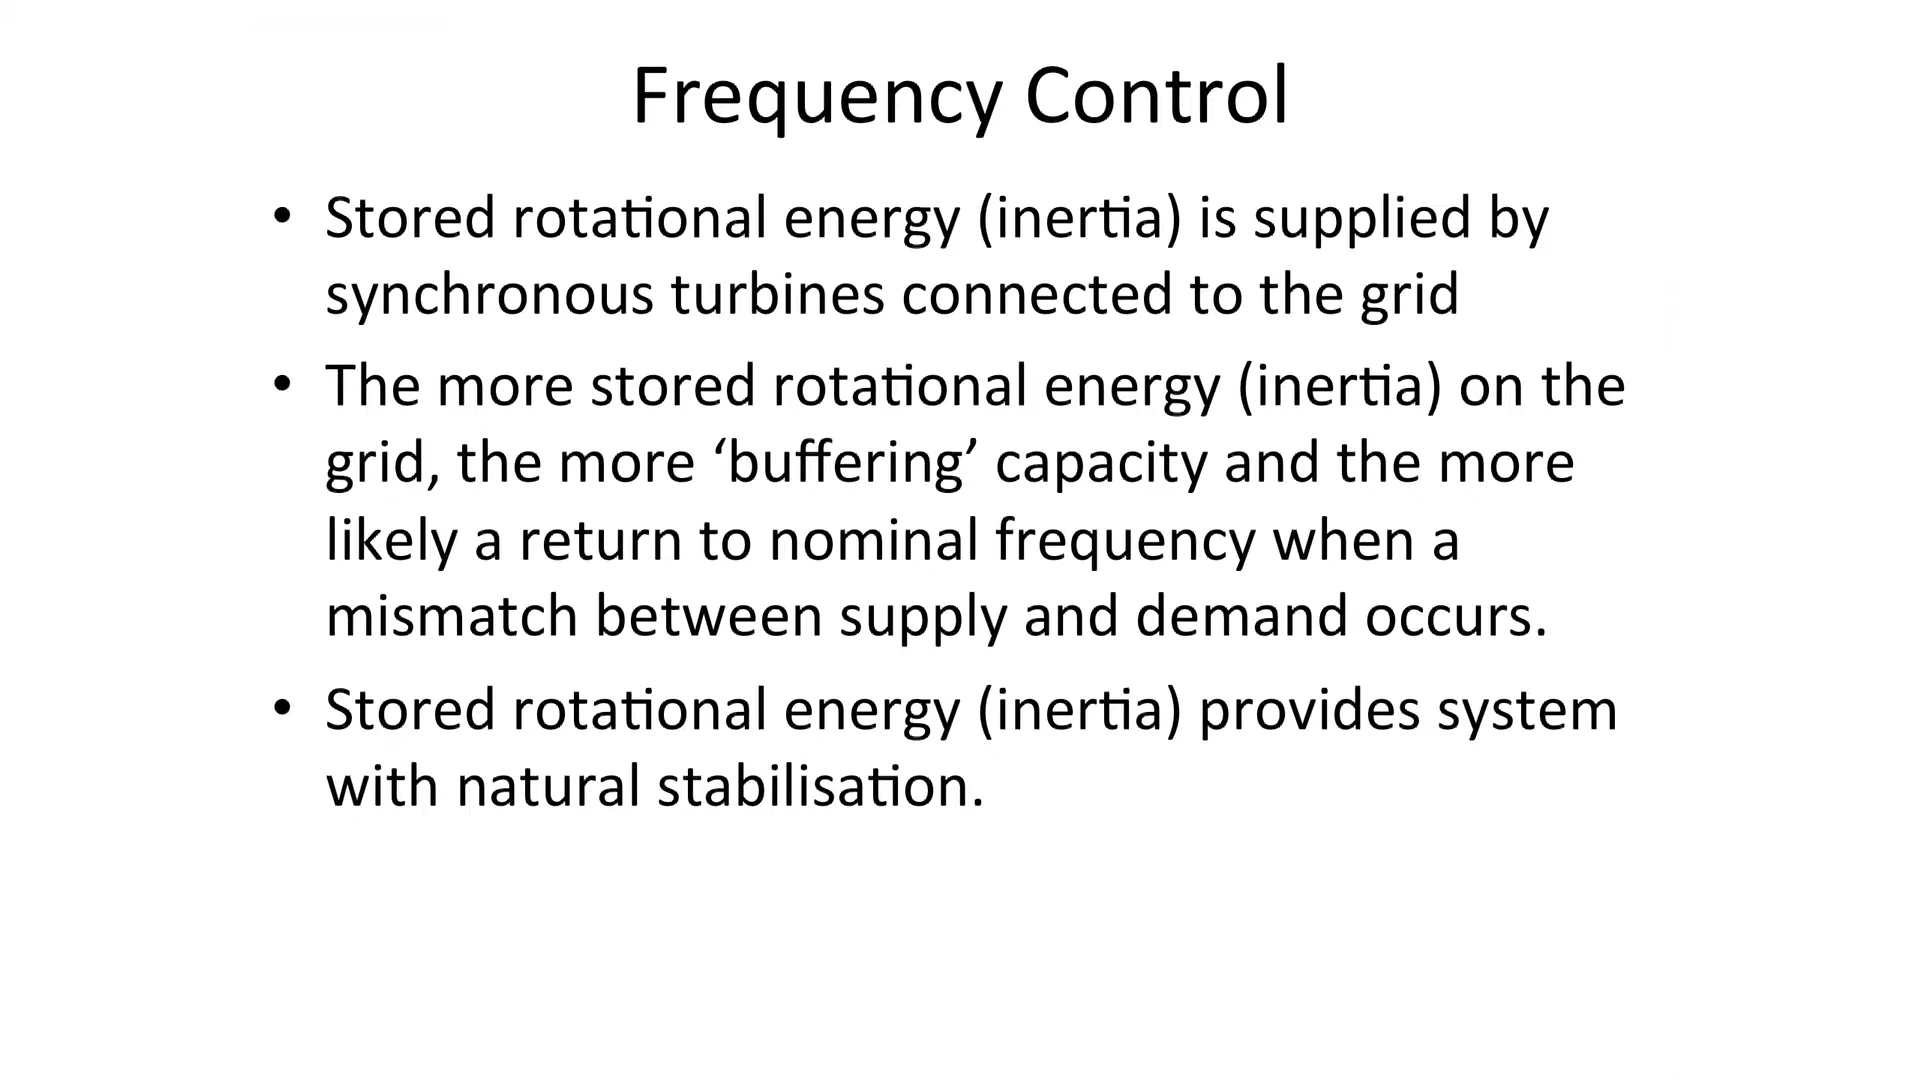 Frequency Control
• Stored rotational energy (inertia) is supplied by
synchronous turbines connected to the grid
• The more stored rotational energy (inertia) on the
grid, the more ‘buffering’ capacity and the more
likely a return to nominal frequency when a
mismatch between supply and demand occurs.
• Stored rotational energy (inertia) provides system
with natural stabilisation.